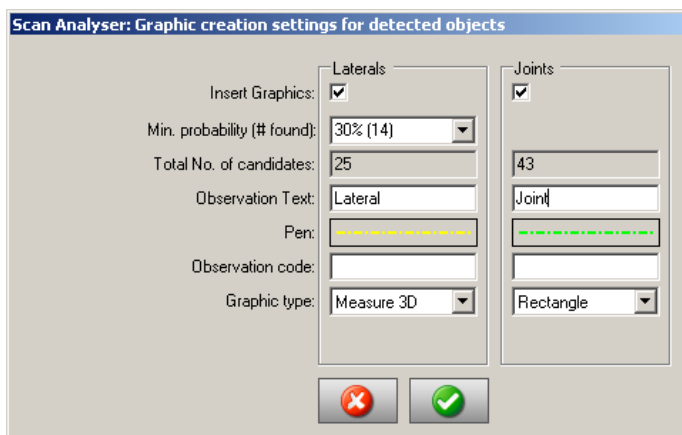 Scan Analyser: Graphic creation settings for detected objects
Laterals Joints
Insert Graphics:
Min. probability (# found): 30% (14)
Total No. of candidates: 25 43
Observation Text: Lateral Joint
Pen:
Observation code:
Graphic type: Measure 3D Rectangle